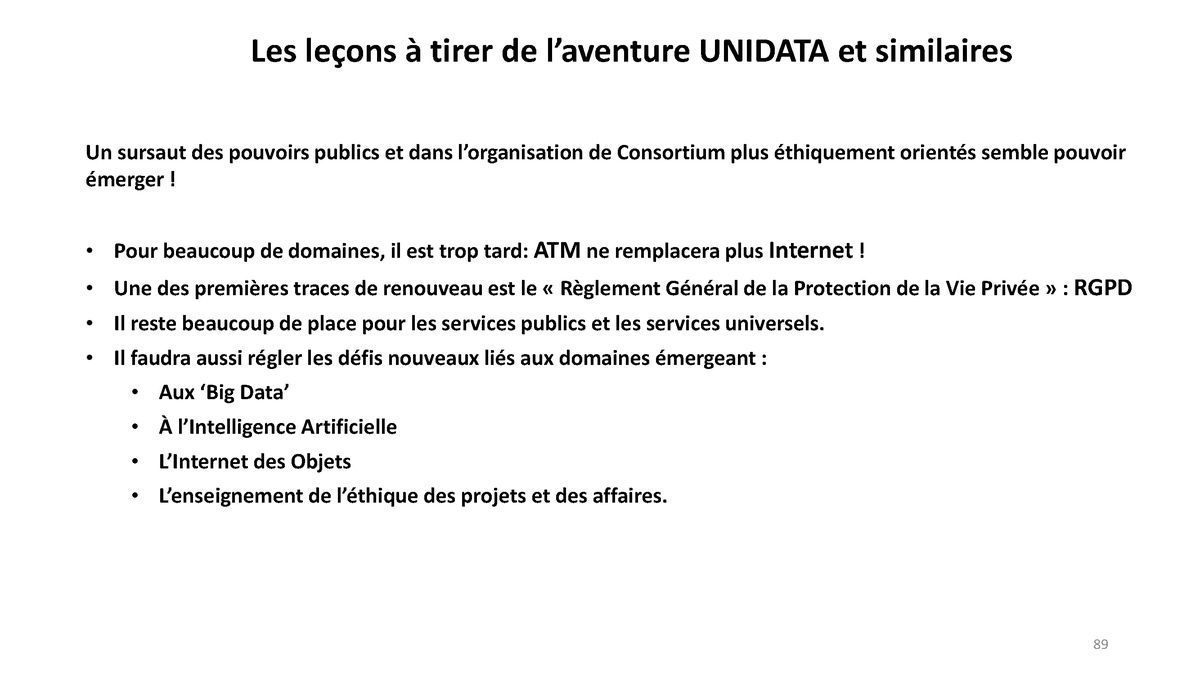 Les leçons à tirer de l’aventure UNIDATA et similaires
Un sursaut des pouvoirs publics et dans l’organisation de Consortium plus éthiquement orientés semble pouvoir
émerger !
• Pour beaucoup de domaines, il est trop tard: ATM ne remplacera plus Internet !
• Une des premières traces de renouveau est le « Règlement Général de la Protection de la Vie Privée » : RGPD
• Il reste beaucoup de place pour les services publics et les services universels.
• Il faudra aussi régler les défis nouveaux liés aux domaines émergeant :
• Aux ‘Big Data’
• À l’Intelligence Artificielle
• L’Internet des Objets
• L’enseignement de l’éthique des projets et des affaires.
89